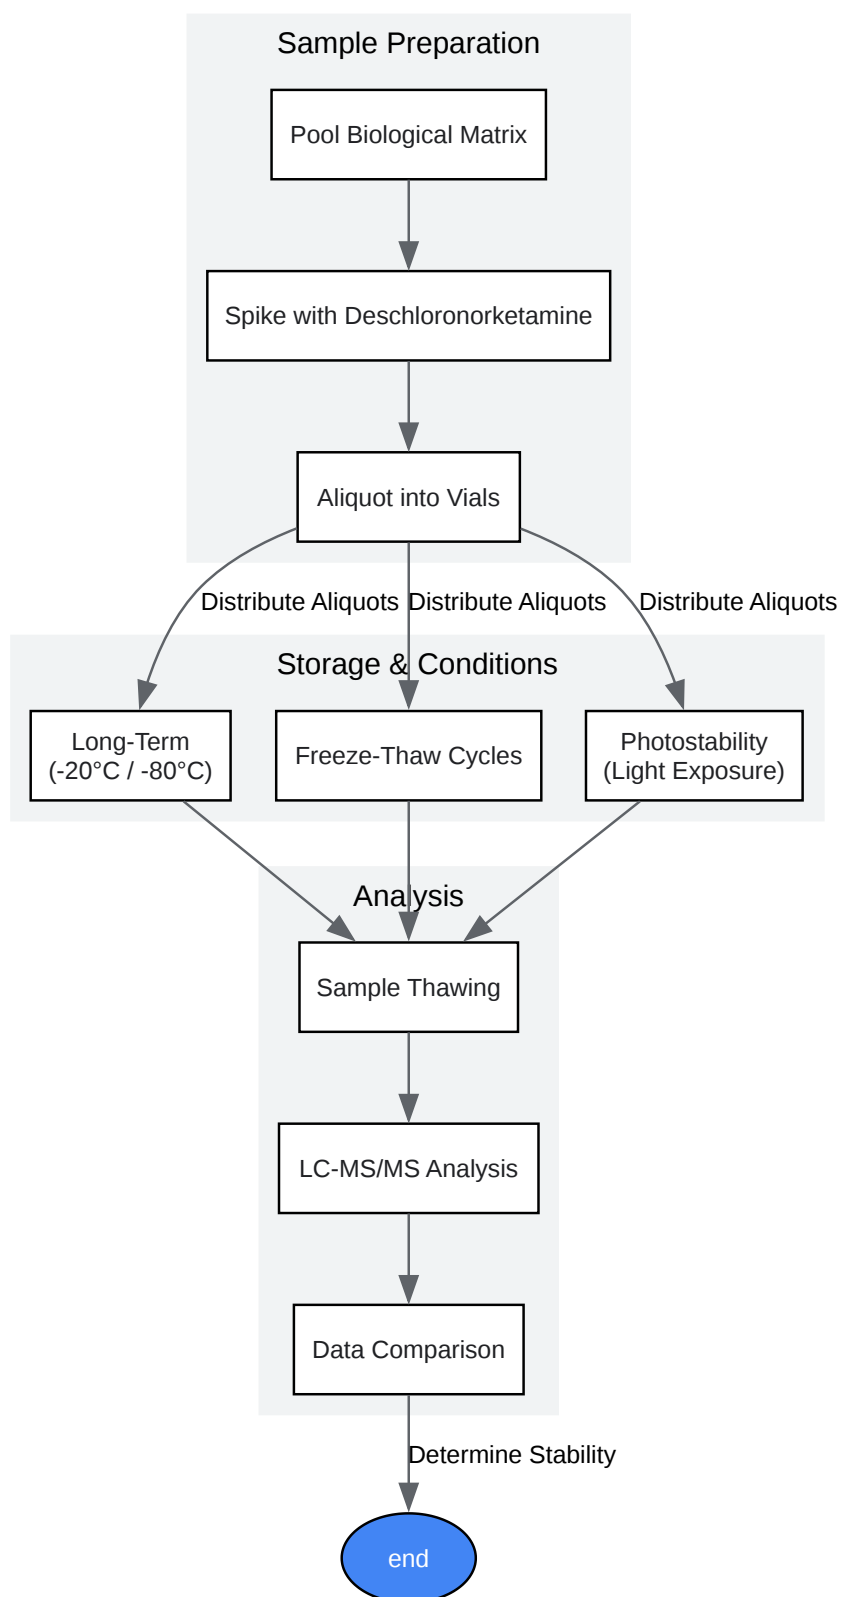 Sample Preparation
Pool Biological Matrix
Spike with Deschloronorketamine
Aliquot into Vials
Distribute Aliquots
Distribute Aliquots
Distribute Aliquots
Storage & Conditions
Long-Term
(-20°C / -80°C)
Freeze-Thaw Cycles
Photostability
(Light Exposure)
Analysis
Sample Thawing
LC-MS/MS Analysis
Data Comparison
Determine Stability
end